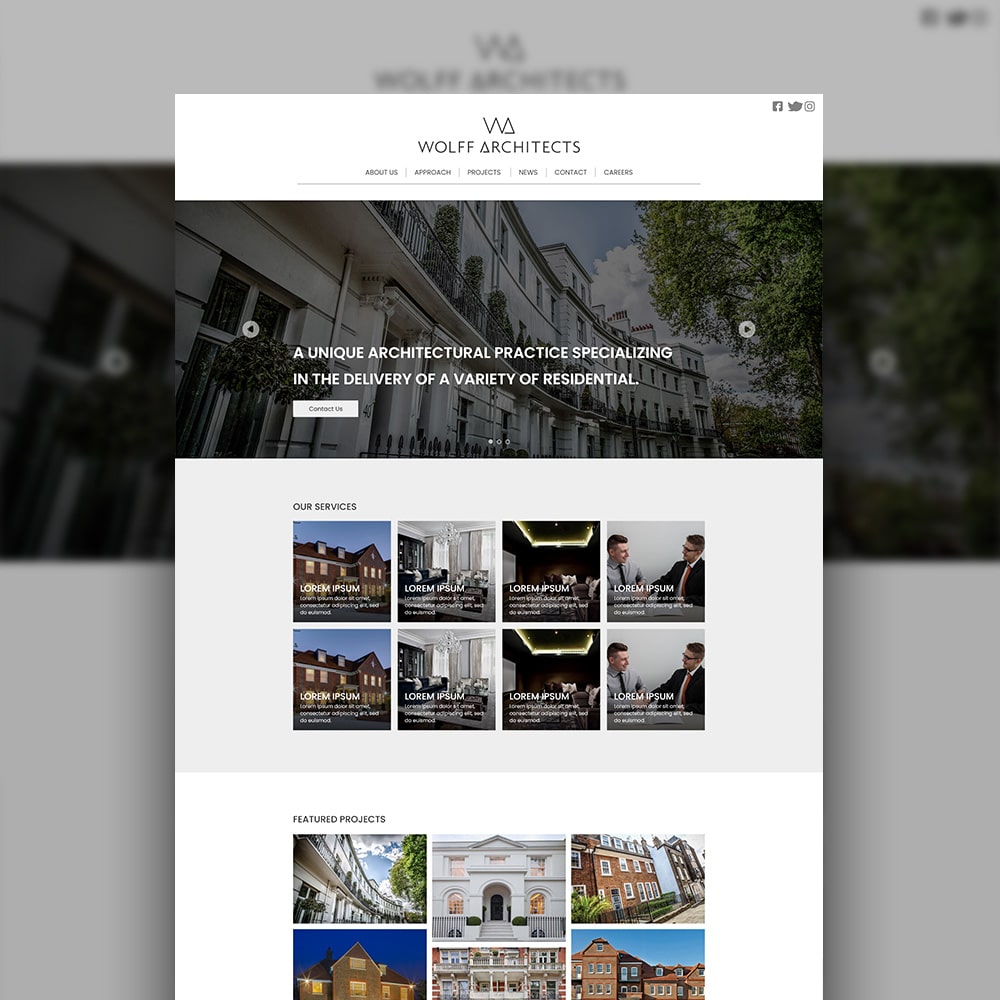 WOLFF ARCHITECTS
WA
WOLFF ARCHITECTS
ABOUT US | APPROACH | PROJECTS | NEWS | CONTACT | CAREERS
A UNIQUE ARCHITECTURAL PRACTICE SPECIALIZING
IN THE DELIVERY OF A VARIETY OF RESIDENTIAL.
Contact Us
OUR SERVICES
LOREM IPSUM
Lorem ipsum dolor sit amet,
consectetur adipiscing elit, sed
do euismod.
LOREM IPSUM
Lorem ipsum dolor sit amet,
consectetur adipiscing elit, sed
do euismod.
LOREM IPSUM
Lorem ipsum dolor sit amet,
consectetur adipiscing elit, sed
do euismod.
LOREM IPSUM
Lorem ipsum dolor sit amet,
consectetur adipiscing elit, sed
do euismod.
LOREM IPSUM
Lorem ipsum dolor sit amet,
consectetur adipiscing elit, sed
do euismod.
LOREM IPSUM
Lorem ipsum dolor sit amet,
consectetur adipiscing elit, sed
do euismod.
LOREM IPSUM
Lorem ipsum dolor sit amet,
consectetur adipiscing elit, sed
do euismod.
LOREM IPSUM
Lorem ipsum dolor sit amet,
consectetur adipiscing elit, sed
do euismod.
FEATURED PROJECTS